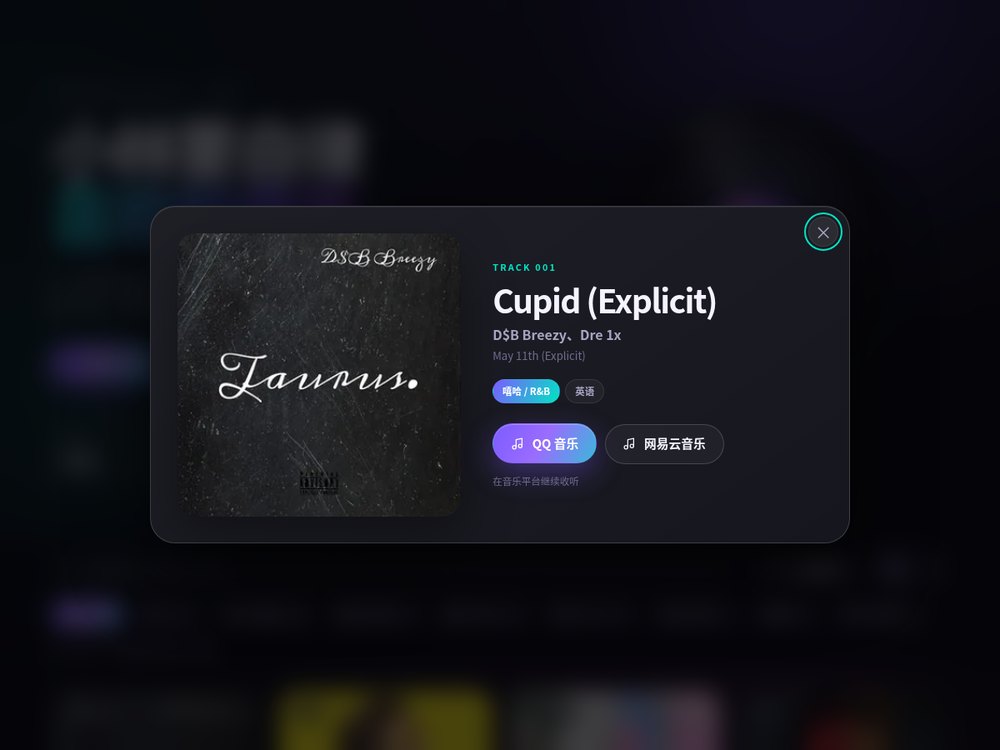 D$B Breezy
Taurus.
TRACK 001
Cupid (Explicit)
D$B Breezy、Dre 1x
May 11th (Explicit)
嘻哈 / R&B
英语
QQ 音乐
网易云音乐
在音乐平台继续收听